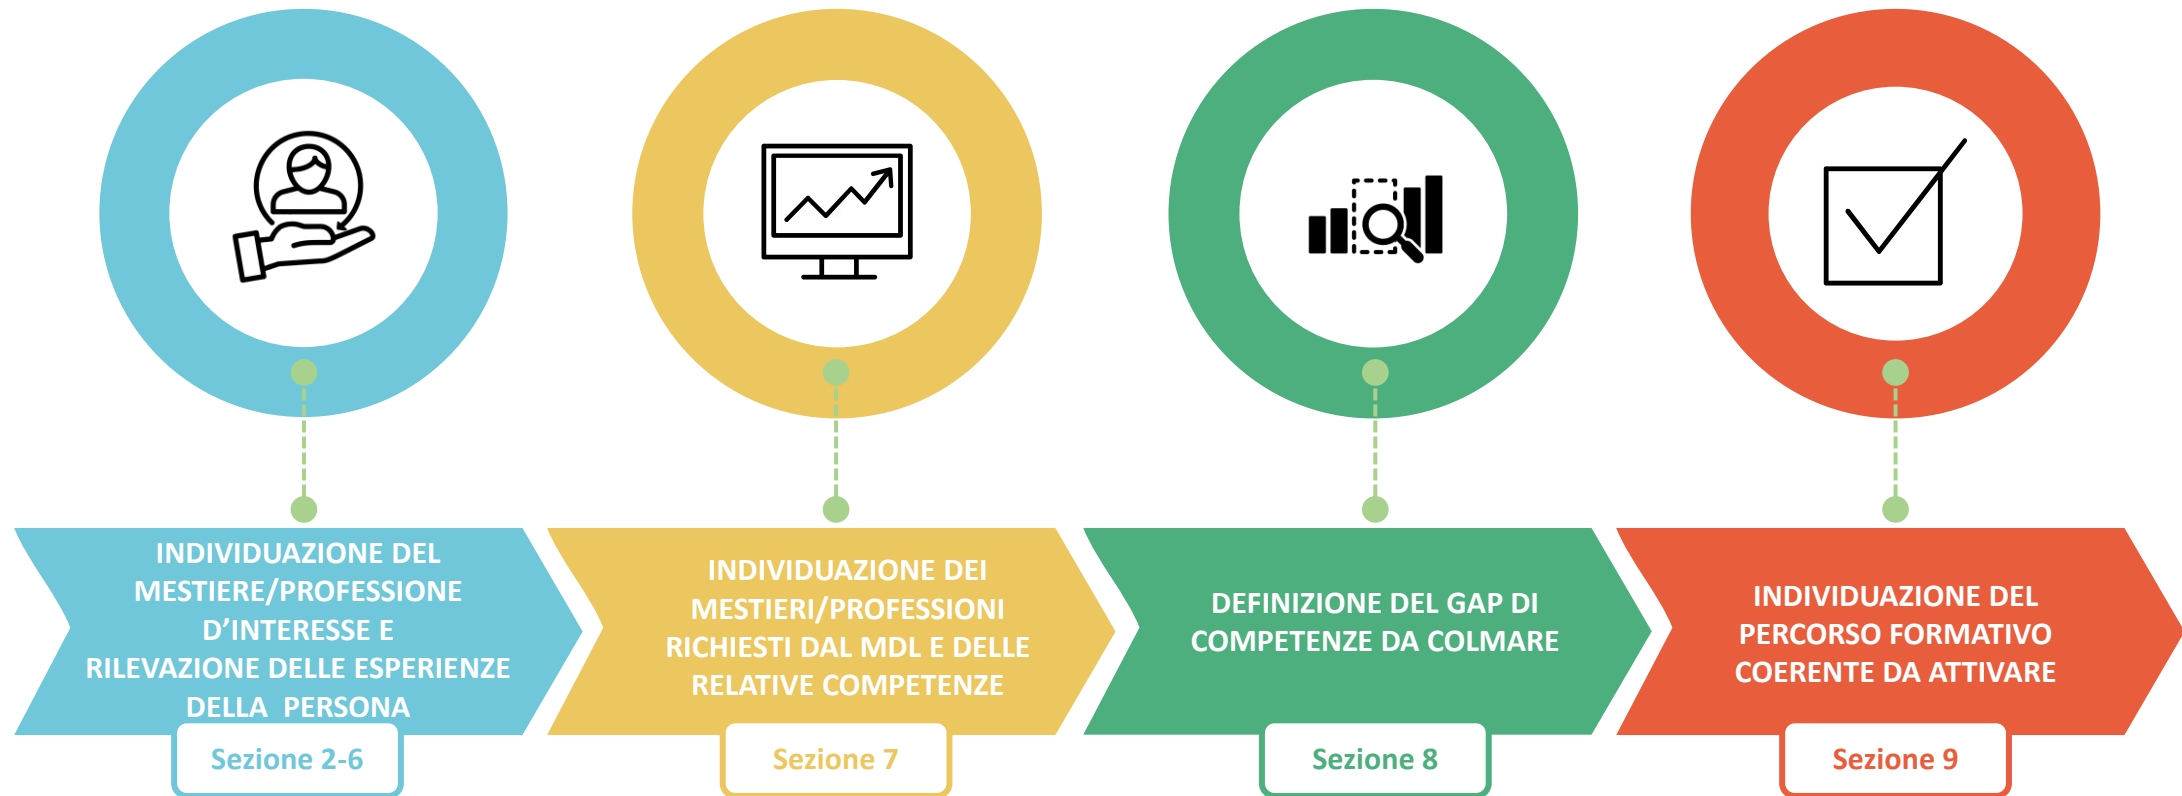 INDIVIDUAZIONE DEL
MESTIERE/PROFESSIONE
D’INTERESSE E
RILEVAZIONE DELLE ESPERIENZE
DELLA PERSONA
Sezione 2-6
INDIVIDUAZIONE DEI
MESTIERI/PROFESSIONI
RICHIESTI DAL MDL E DELLE
RELATIVE COMPETENZE
Sezione 7
DEFINIZIONE DEL GAP DI
COMPETENZE DA COLMARE
Sezione 8
INDIVIDUAZIONE DEL
PERCORSO FORMATIVO
COERENTE DA ATTIVARE
Sezione 9